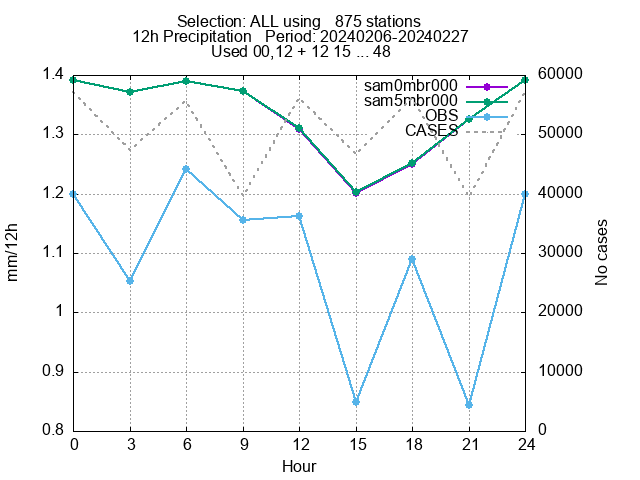 Selection: ALL using   875 stations
12h Precipitation   Period: 20240206-20240227
Used 00,12 + 12 15 ... 48
sam0mbr000
sam5mbr000
OBS
CASES
1.4
1.3
1.2
1.1
1
0.9
0.8
mm/12h
60000
50000
40000
30000
20000
10000
0
No cases
0 3 6 9 12 15 18 21 24
Hour